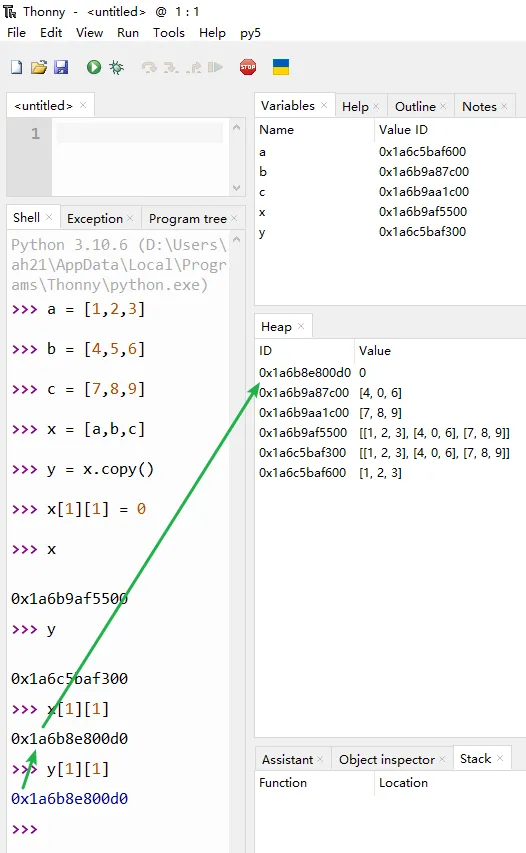 Thonny - <untitled> @ 1 : 1
File Edit View Run Tools Help py5
STOP
<untitled> ×
1
Shell × Exception × Program tree ×
Python 3.10.6 (D:\Users\
ah21\AppData\Local\Progr
ams\Thonny\python.exe)
>>> a = [1,2,3]
>>> b = [4,5,6]
>>> c = [7,8,9]
>>> x = [a,b,c]
>>> y = x.copy()
>>> x[1][1] = 0
>>> x
0x1a6b9af5500
>>> y
0x1a6c5baf300
>>> x[1][1]
0x1a6b8e800d0
>>> y[1][1]
0x1a6b8e800d0
>>>
Variables × Help × Outline × Notes ×
Name Value ID
a 0x1a6c5baf600
b 0x1a6b9a87c00
c 0x1a6b9aa1c00
x 0x1a6b9af5500
y 0x1a6c5baf300
Heap ×
ID Value
0x1a6b8e800d0 0
0x1a6b9a87c00 [4, 0, 6]
0x1a6b9aa1c00 [7, 8, 9]
0x1a6b9af5500 [[1, 2, 3], [4, 0, 6], [7, 8, 9]]
0x1a6c5baf300 [[1, 2, 3], [4, 0, 6], [7, 8, 9]]
0x1a6c5baf600 [1, 2, 3]
Assistant × Object inspector × Stack ×
Function Location